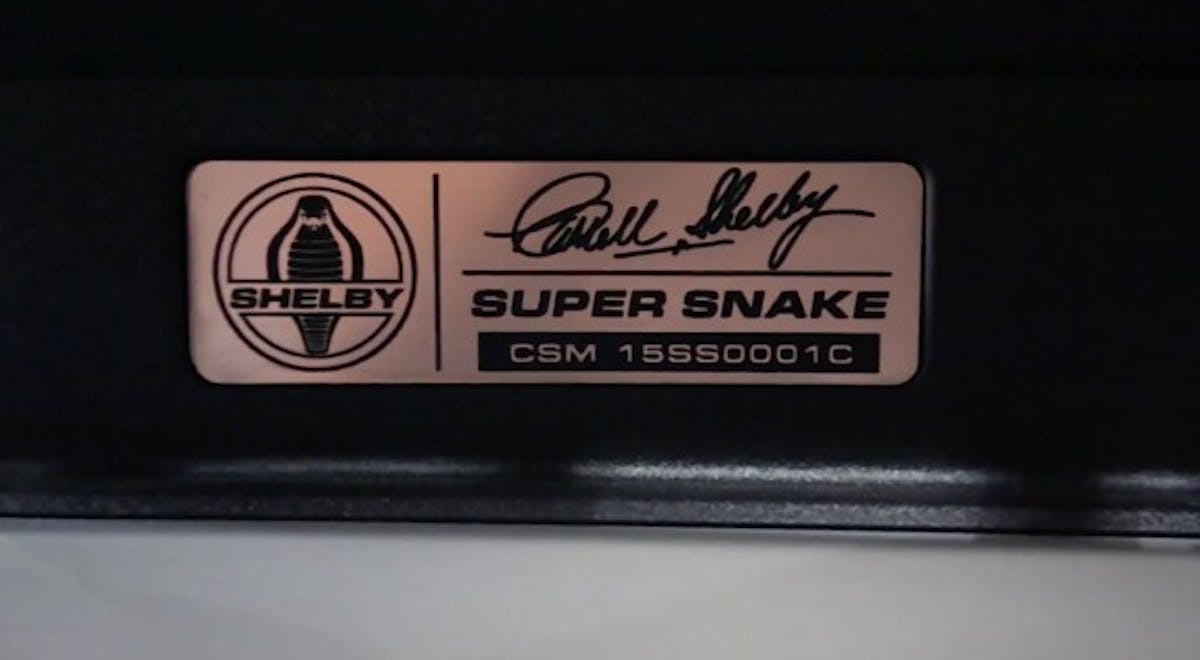 SHELBY
Carroll Shelby
SUPER SNAKE
CSM 15SS0001C